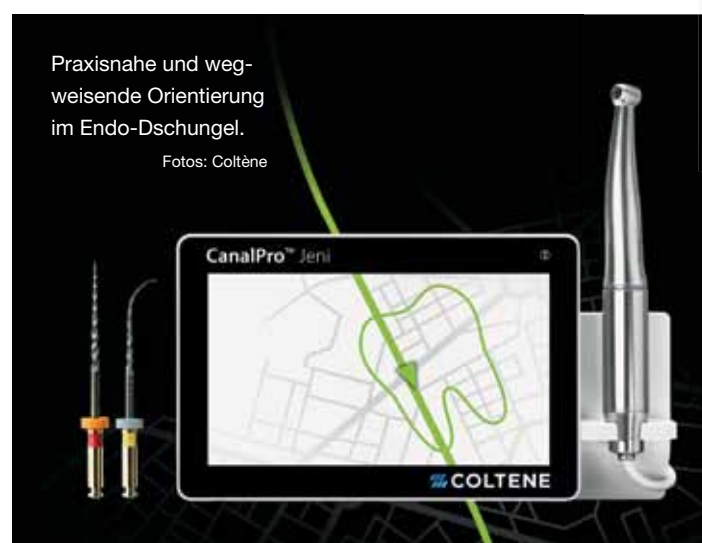 Praxisnahe und weg-
weisende Orientierung
im Endo-Dschungel.
Fotos: Coltène
CanalPro™ Jeni
COLTENE